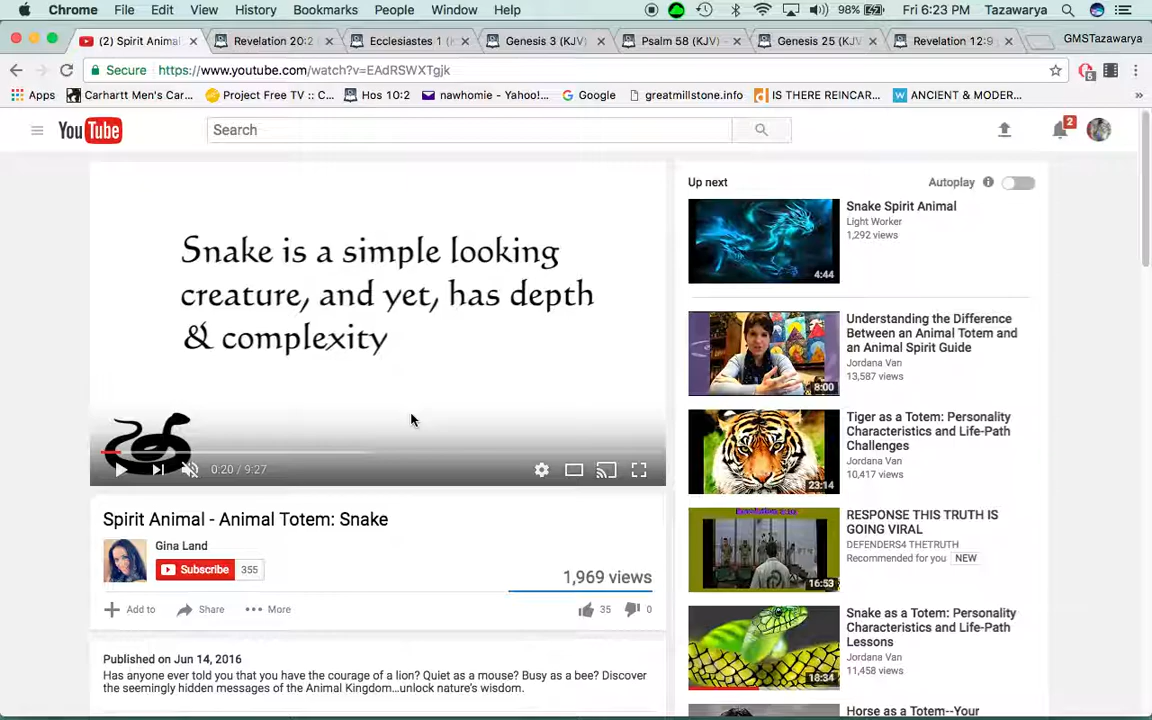 Chrome File Edit View History Bookmarks People Window Help 98% Fri 6:23 PM Tazawarya
(2) Spirit Animal Revelation 20:2 Ecclesiastes 1 (KJV) Genesis 3 (KJV) Psalm 58 (KJV) Genesis 25 (KJV) Revelation 12:9 GMSTazawarya
Secure https://www.youtube.com/watch?v=EAdRSWXTgjk
Apps Carhartt Men's Car... Project Free TV :: C... Hos 10:2 nawhomie - Yahoo!... Google greatmillstone.info IS THERE REINCAR... ANCIENT & MODER... »
YouTube Search 2
Snake is a simple looking
creature, and yet, has depth
& complexity
0:20 / 9:27
Spirit Animal - Animal Totem: Snake
Gina Land
Subscribe 355
1,969 views
Add to Share More 35 0
Published on Jun 14, 2016
Has anyone ever told you that you have the courage of a lion? Quiet as a mouse? Busy as a bee? Discover
the seemingly hidden messages of the Animal Kingdom...unlock nature's wisdom.
Up next Autoplay
Snake Spirit Animal
Light Worker
1,292 views
4:44
Understanding the Difference
Between an Animal Totem and
an Animal Spirit Guide
Jordana Van
13,587 views
8:00
Tiger as a Totem: Personality
Characteristics and Life-Path
Challenges
Jordana Van
10,417 views
23:14
RESPONSE THIS TRUTH IS
GOING VIRAL
DEFENDERS4 THETRUTH
Recommended for you NEW
16:53
Snake as a Totem: Personality
Characteristics and Life-Path
Lessons
Jordana Van
11,458 views
18:34
Horse as a Totem--Your